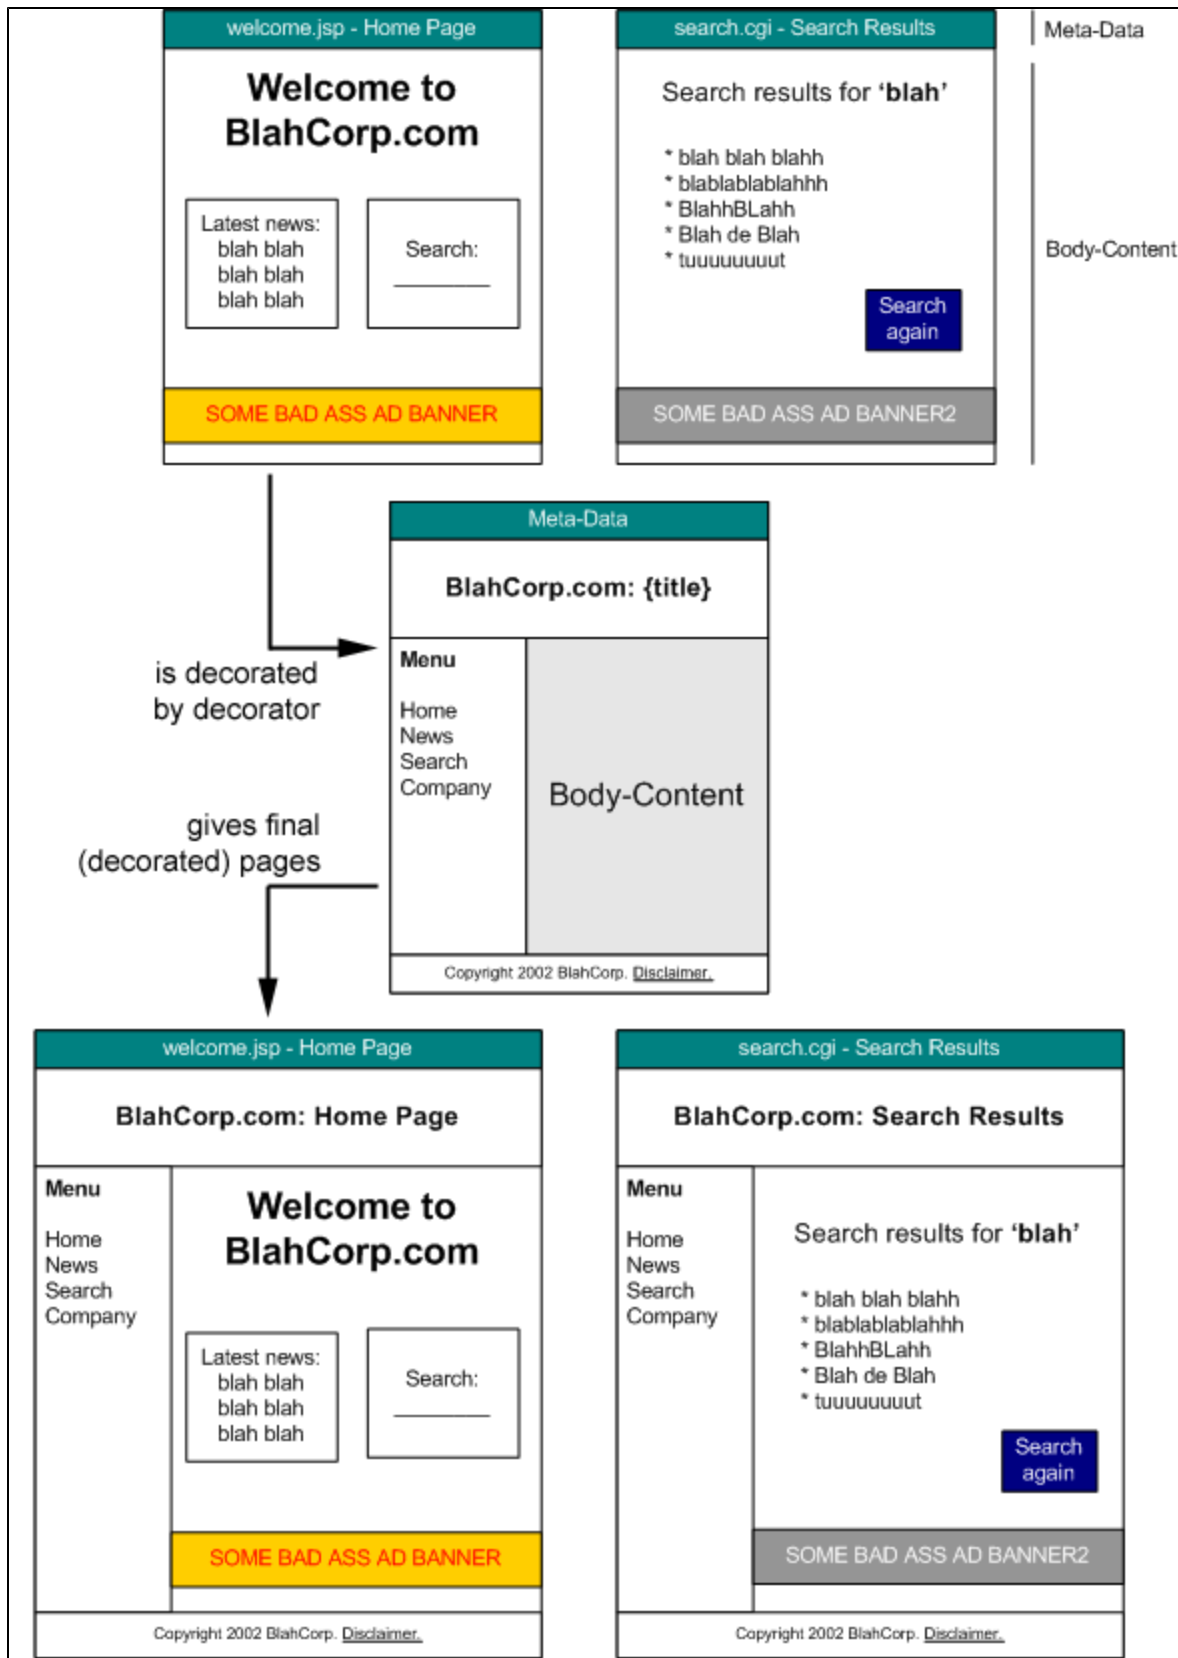 welcome.jsp - Home Page
Welcome to
BlahCorp.com
Latest news:
blah blah
blah blah
blah blah
Search:
SOME BAD ASS AD BANNER
search.cgi - Search Results
Search results for ‘blah’
* blah blah blahh
* blablablablahhh
* BlahhBLahh
* Blah de Blah
* tuuuuuuuut
Search
again
SOME BAD ASS AD BANNER2
Meta-Data
Body-Content
is decorated
by decorator
Meta-Data
BlahCorp.com: {title}
Menu
Home
News
Search
Company
Body-Content
Copyright 2002 BlahCorp. Disclaimer.
gives final
(decorated) pages
welcome.jsp - Home Page
BlahCorp.com: Home Page
Menu
Home
News
Search
Company
Welcome to
BlahCorp.com
Latest news:
blah blah
blah blah
blah blah
Search:
SOME BAD ASS AD BANNER
Copyright 2002 BlahCorp. Disclaimer.
search.cgi - Search Results
BlahCorp.com: Search Results
Menu
Home
News
Search
Company
Search results for ‘blah’
* blah blah blahh
* blablablablahhh
* BlahhBLahh
* Blah de Blah
* tuuuuuuuut
Search
again
SOME BAD ASS AD BANNER2
Copyright 2002 BlahCorp. Disclaimer.